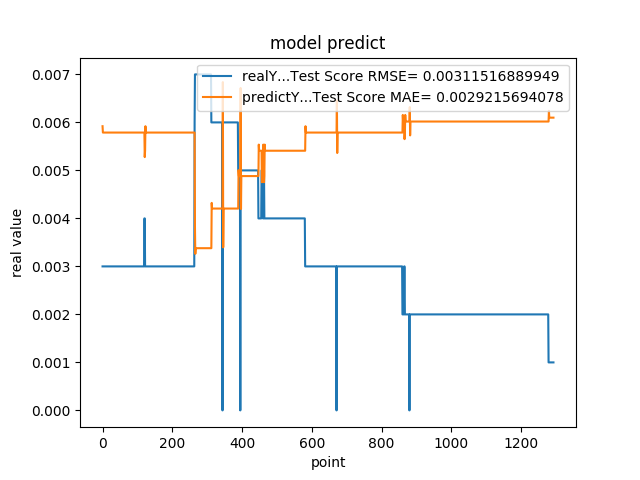 model predict
realY...Test Score RMSE= 0.00311516889949
predictY...Test Score MAE= 0.0029215694078
0.007
0.006
0.005
0.004
0.003
0.002
0.001
0.000
real value
0 200 400 600 800 1000 1200
point